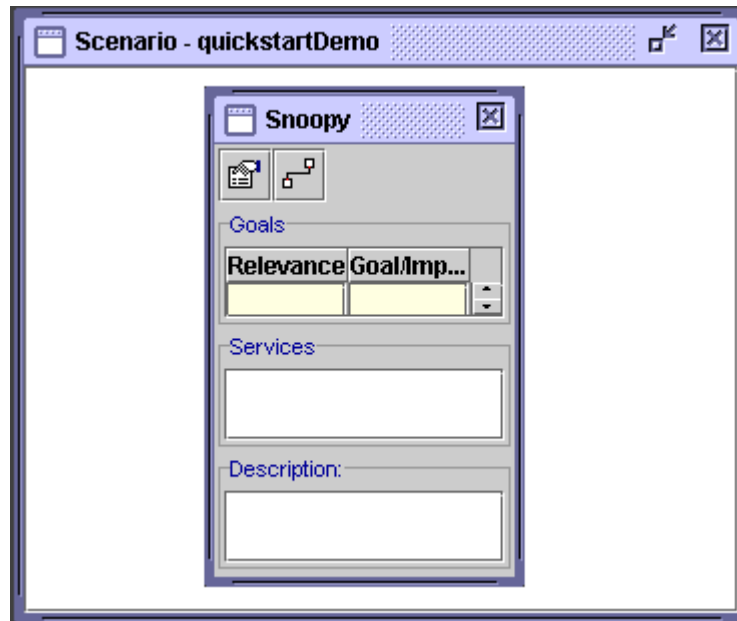 Scenario - quickstartDemo
Snoopy
Goals
Relevance Goal/Imp...
Services
Description: